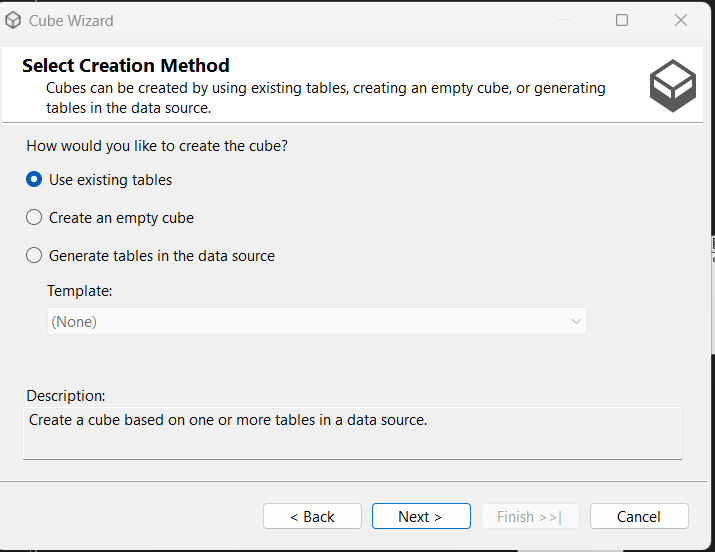 Cube Wizard
Select Creation Method
Cubes can be created by using existing tables, creating an empty cube, or generating
tables in the data source.
How would you like to create the cube?
Use existing tables
Create an empty cube
Generate tables in the data source
Template:
(None)
Description:
Create a cube based on one or more tables in a data source.
< Back
Next >
Finish >>|
Cancel